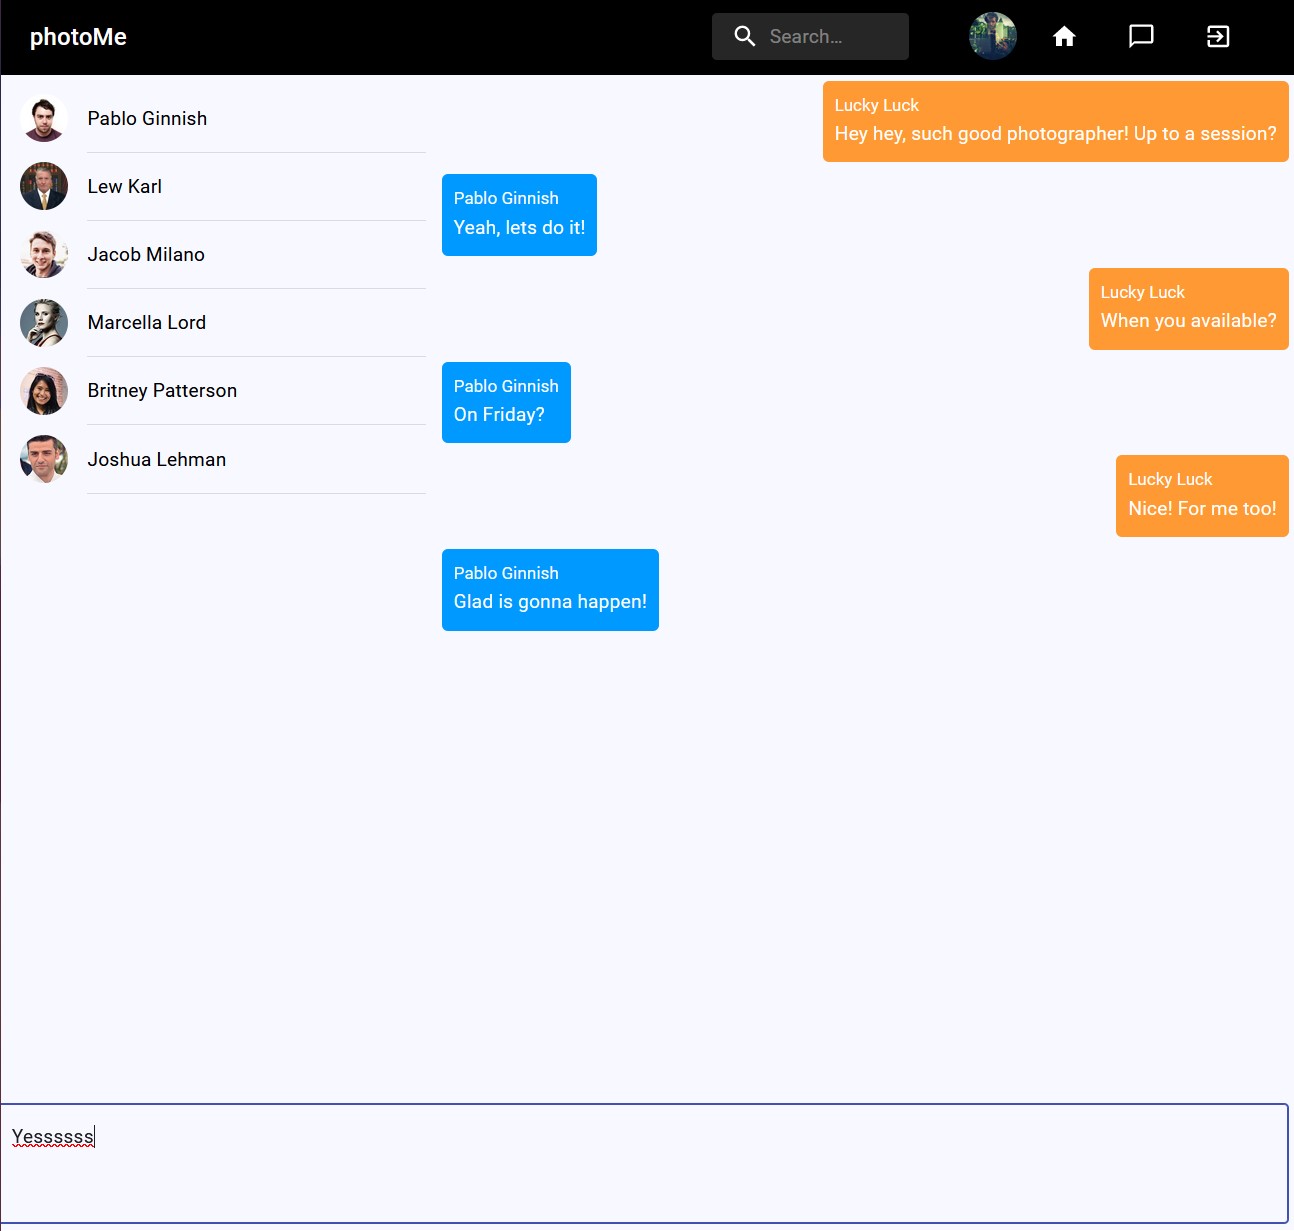 photoMe
Search...
Pablo Ginnish
Lew Karl
Jacob Milano
Marcella Lord
Britney Patterson
Joshua Lehman
Lucky Luck
Hey hey, such good photographer! Up to a session?
Pablo Ginnish
Yeah, lets do it!
Lucky Luck
When you available?
Pablo Ginnish
On Friday?
Lucky Luck
Nice! For me too!
Pablo Ginnish
Glad is gonna happen!
Yessssss